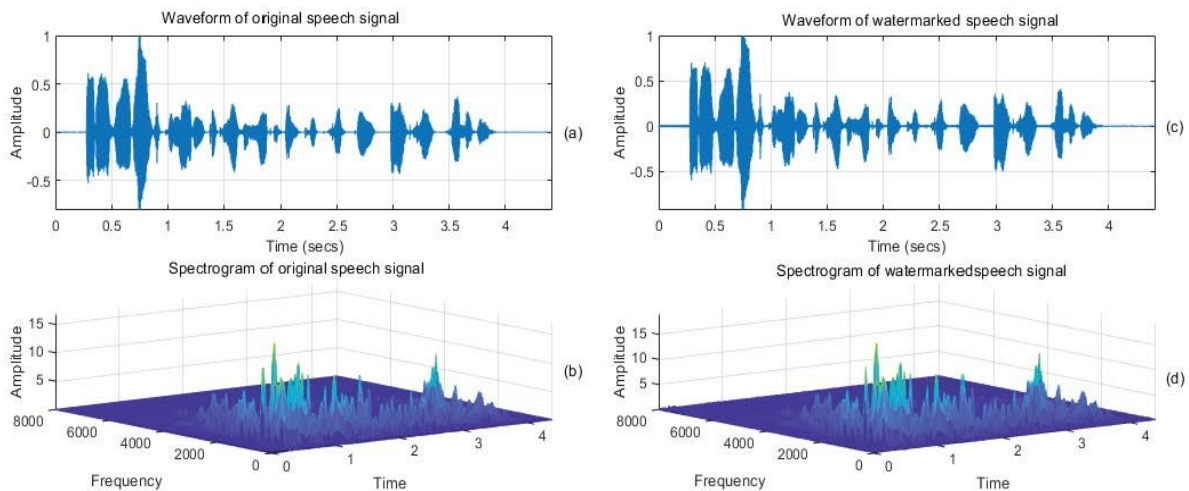 Waveform of original speech signal
1
0.5
0
-0.5
Amplitude
0 0.5 1 1.5 2 2.5 3 3.5 4
Time (secs)
(a)
Spectrogram of original speech signal
15
10
5
Amplitude
8000 6000 4000 2000 0
Frequency
0 1 2 3 4
Time
(b)
Waveform of watermarked speech signal
1
0.5
0
-0.5
Amplitude
0 0.5 1 1.5 2 2.5 3 3.5 4
Time (secs)
(c)
Spectrogram of watermarkedspeech signal
15
10
5
Amplitude
8000 6000 4000 2000 0
Frequency
0 1 2 3 4
Time
(d)